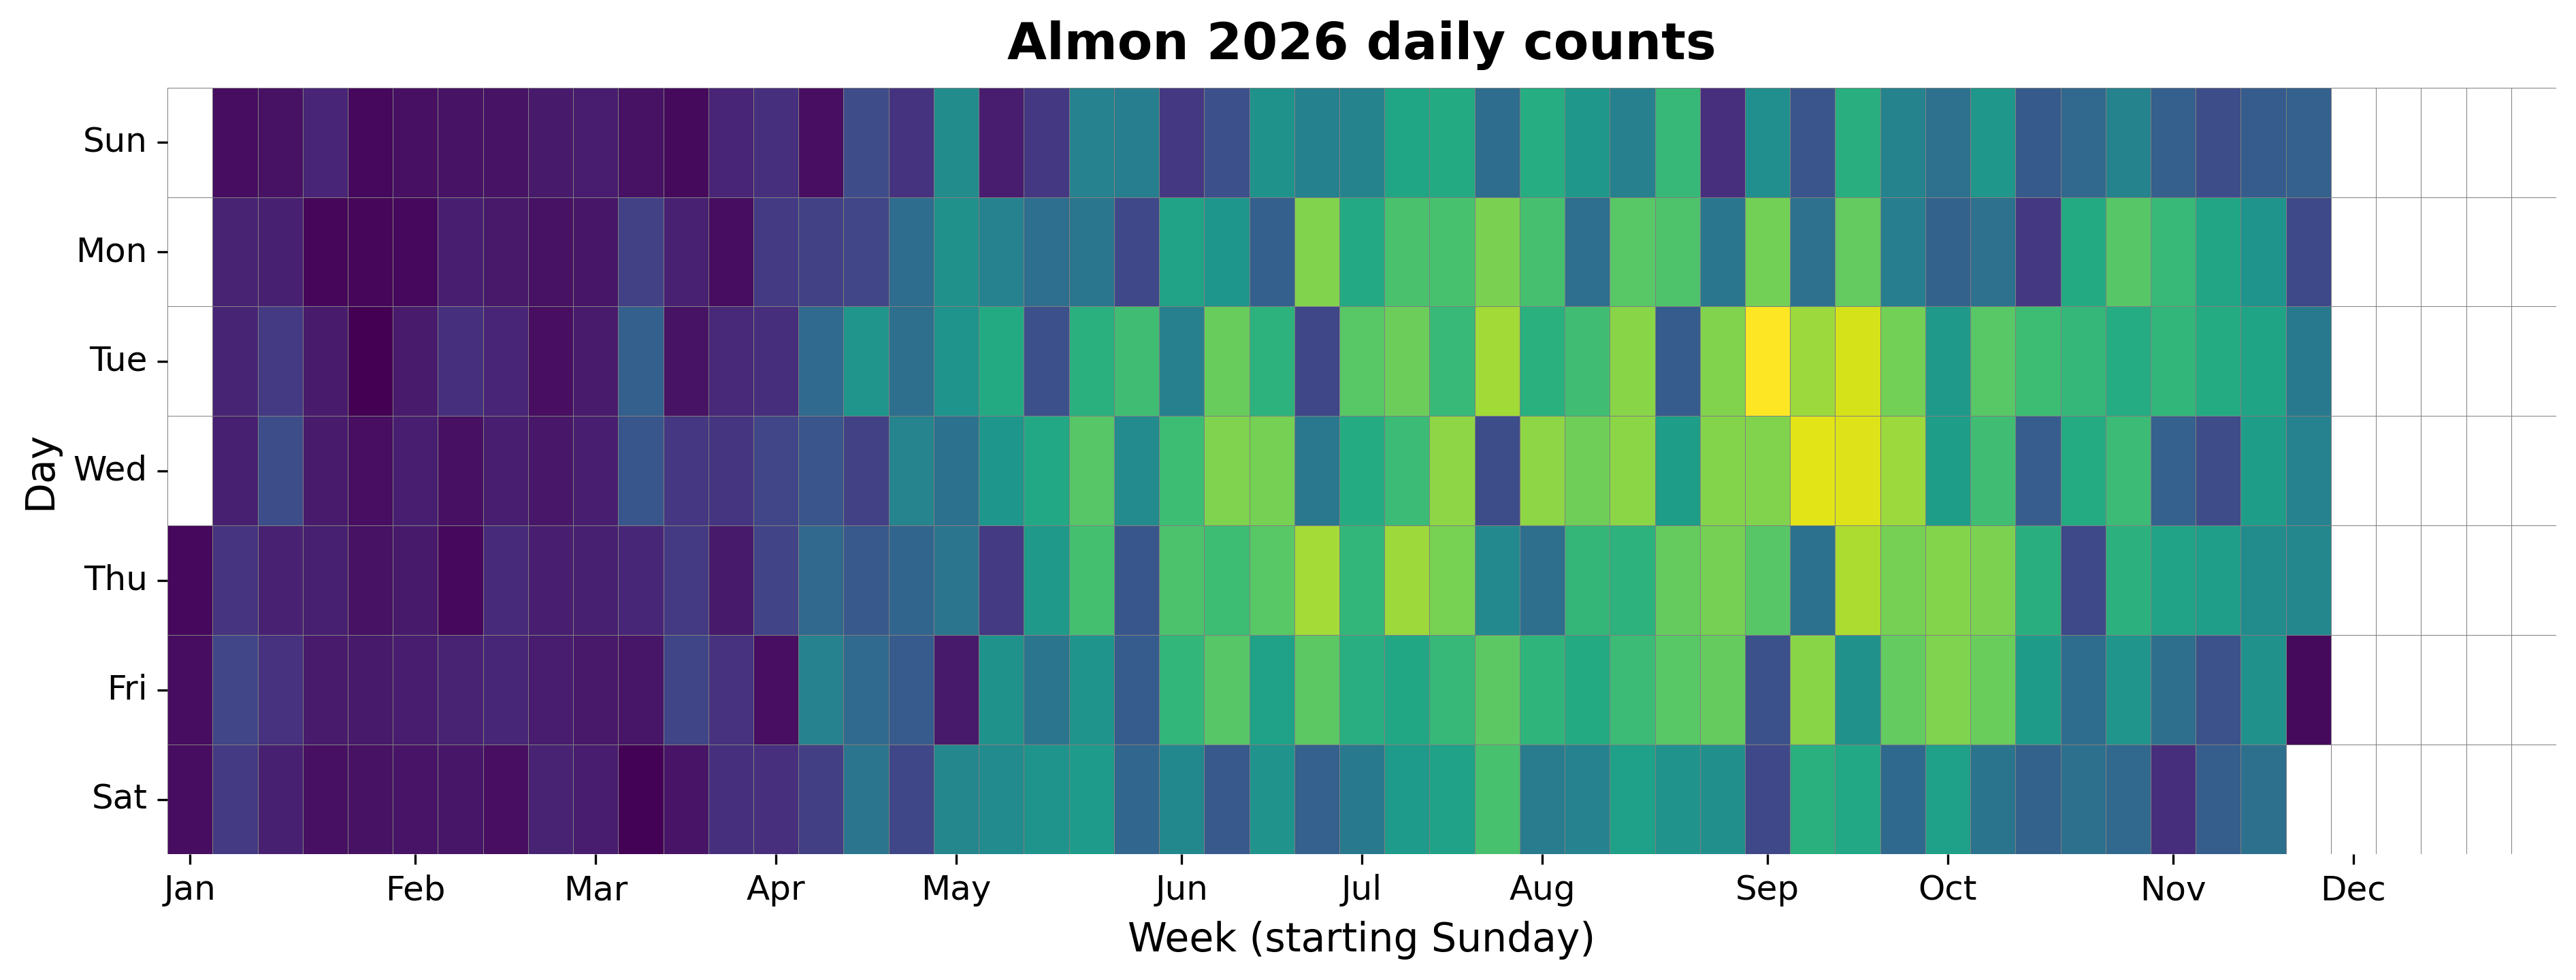 Almon 2026 daily counts
Day
Sun
Mon
Tue
Wed
Thu
Fri
Sat
Jan Feb Mar Apr May Jun Jul Aug Sep Oct Nov Dec
Week (starting Sunday)